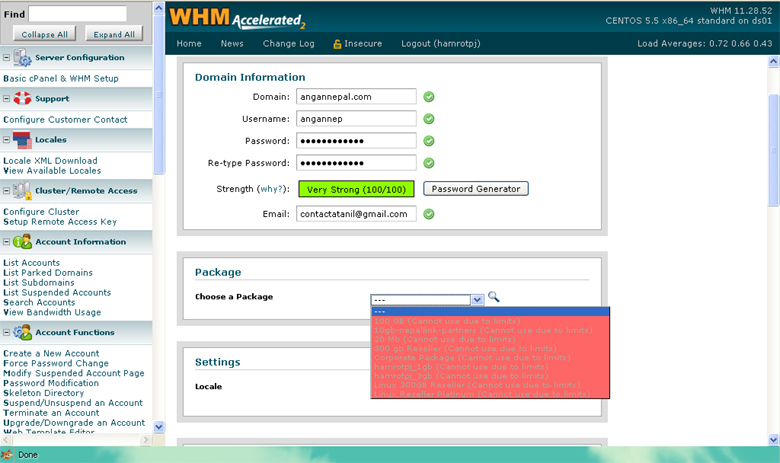 Find
Collapse All
Expand All
Server Configuration
Basic cPanel & WHM Setup
Support
Configure Customer Contact
Locales
Locale XML Download
View Available Locales
Cluster/Remote Access
Configure Cluster
Setup Remote Access Key
Account Information
List Accounts
List Parked Domains
List Subdomains
List Suspended Accounts
Search Accounts
View Bandwidth Usage
Account Functions
Create a New Account
Force Password Change
Modify Suspended Account Page
Password Modification
Skeleton Directory
Suspend/Unsuspend an Account
Terminate an Account
Upgrade/Downgrade an Account
Web Template Editor
WHM Accelerated2
WHM 11.28.52
CENTOS 5.5 x86_64 standard on ds01
Home News Change Log Insecure Logout (hamrotpj) Load Averages: 0.72 0.66 0.43
Domain Information
Domain: angannepal.com
Username: angannep
Password: ••••••••••••
Re-type Password: ••••••••••••
Strength (why?): Very Strong (100/100) Password Generator
Email: contactatanil@gmail.com
Package
Choose a Package ---
---
100 GB (Cannot use due to limits)
10gb-nepalink-partners (Cannot use due to limits)
20 Mb (Cannot use due to limits)
300 gb Reseller (Cannot use due to limits)
Corporate Package (Cannot use due to limits)
hamrotpj_1gb (Cannot use due to limits)
(Cannot use due to limits)
Linux Reseller (Cannot use due to limits)
Linux Reseller Platinum (Cannot use due to limits)
Settings
Locale
Done